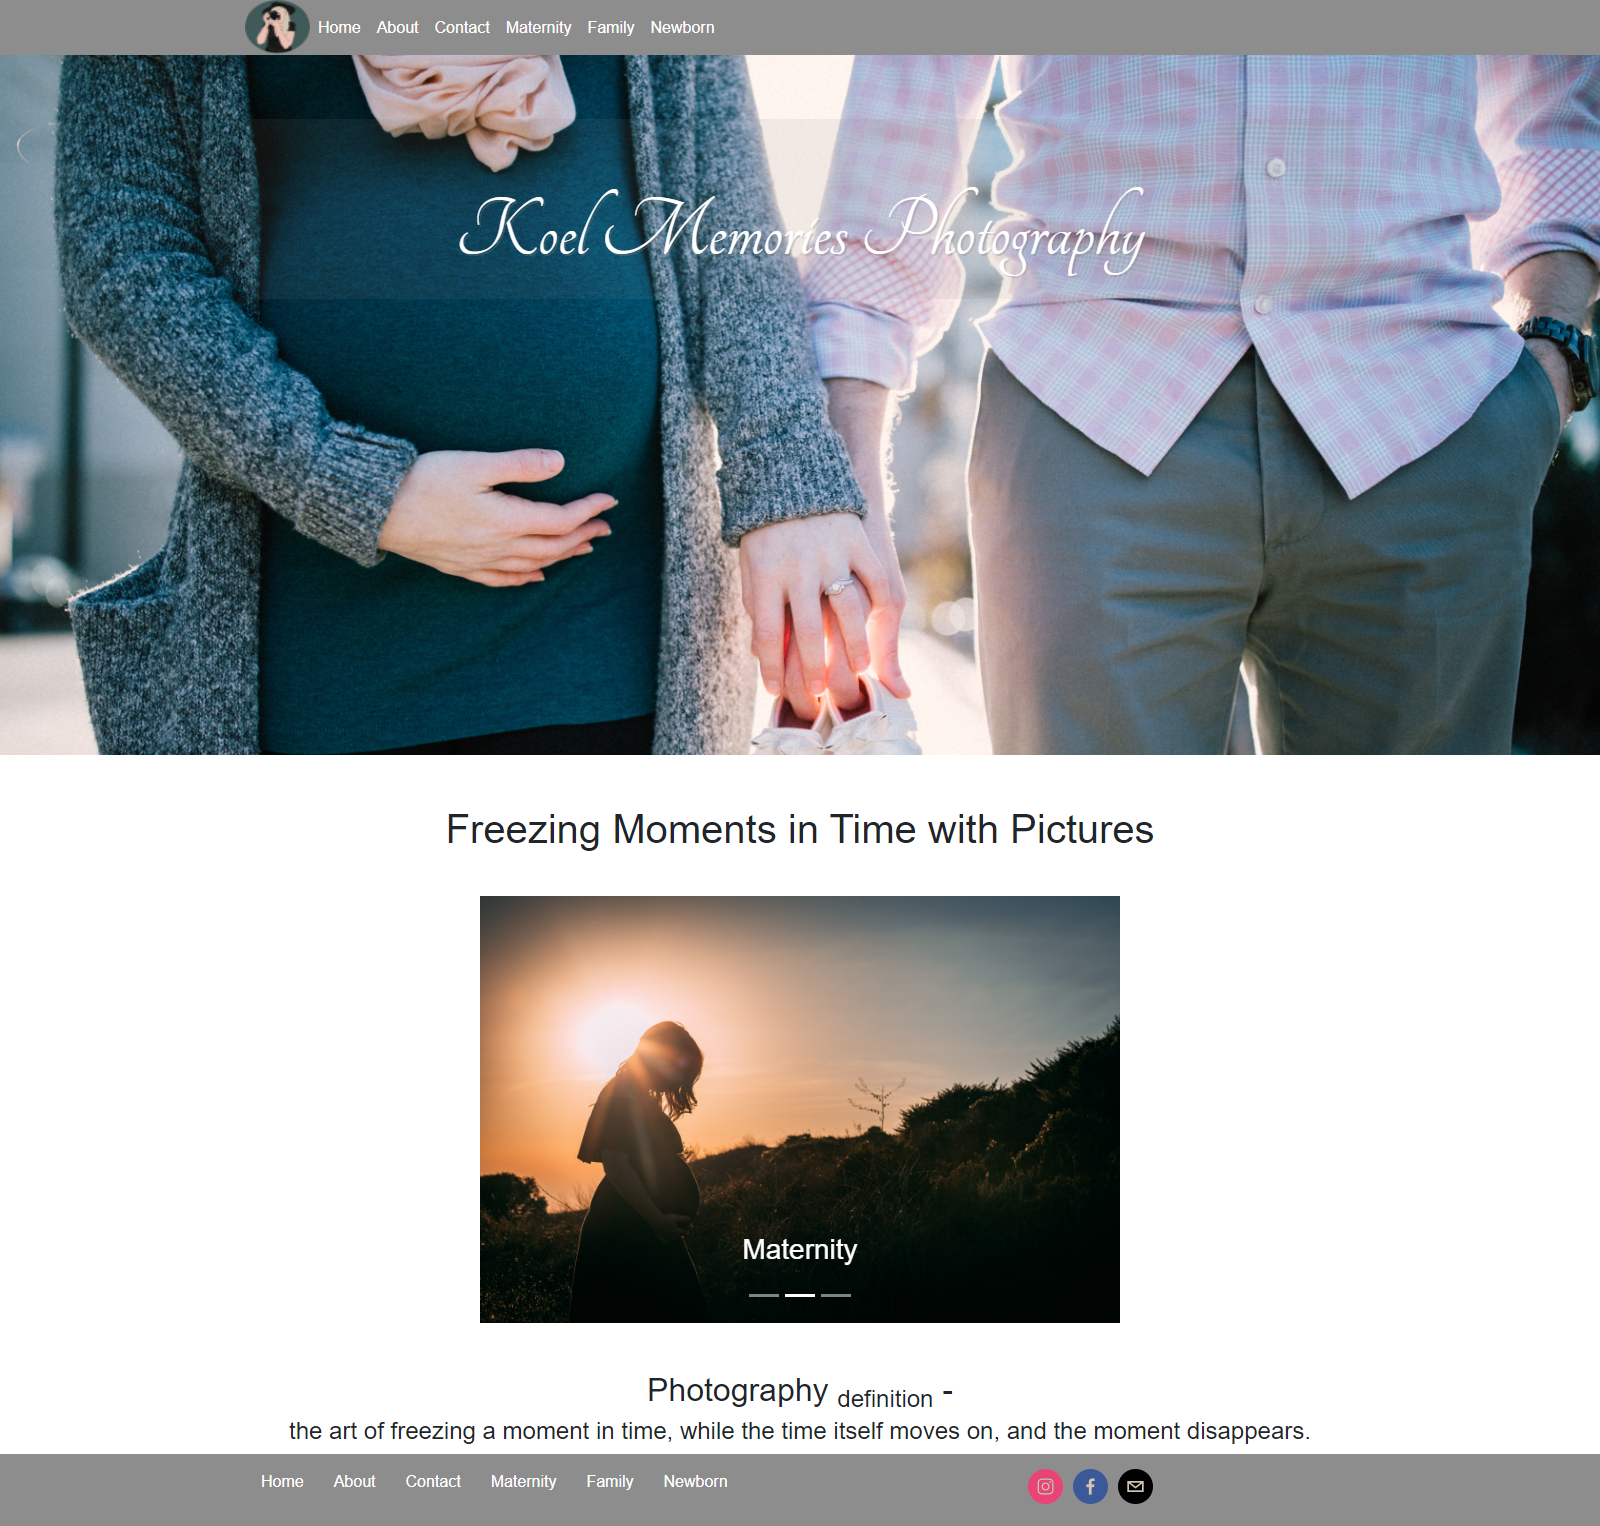 Home About Contact Maternity Family Newborn
Koel Memories Photography
Freezing Moments in Time with Pictures
Maternity
Photography definition -
the art of freezing a moment in time, while the time itself moves on, and the moment disappears.
Home About Contact Maternity Family Newborn